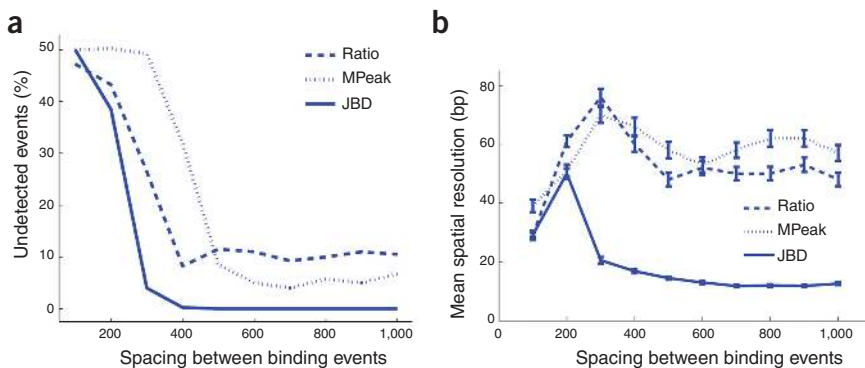 a
Undetected events (%)
50
40
30
20
10
0
200
400
600
800
1,000
Spacing between binding events
Ratio
MPeak
JBD
b
Mean spatial resolution (bp)
80
60
40
20
0
0
200
400
600
800
1,000
Spacing between binding events
Ratio
MPeak
JBD